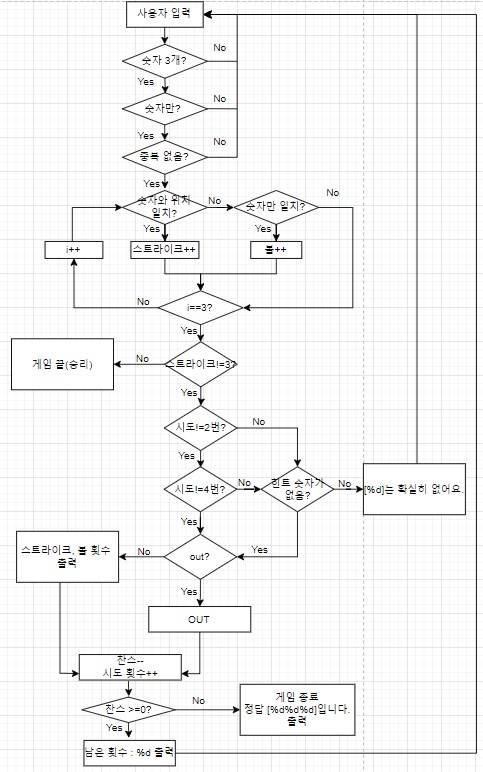 사용자 입력
No
숫자 3개?
Yes
No
숫자만?
Yes
No
중복 없음?
Yes
숫자와 위치
일치?
No
숫자만 일치?
No
Yes
Yes
i++
스트라이크++
볼++
No
i==3?
Yes
게임 끝(승리)
No
스트라이크!=3?
Yes
시도!=2번?
No
Yes
시도!=4번?
No
힌트 숫자가
없음?
No
[%d]는 확실히 없어요.
Yes
스트라이크, 볼 횟수
출력
No
out?
Yes
Yes
OUT
찬스--
시도 횟수++
찬스 >=0?
No
게임 종료
정답 [%d%d%d]입니다.
출력
Yes
남은 횟수 : %d 출력